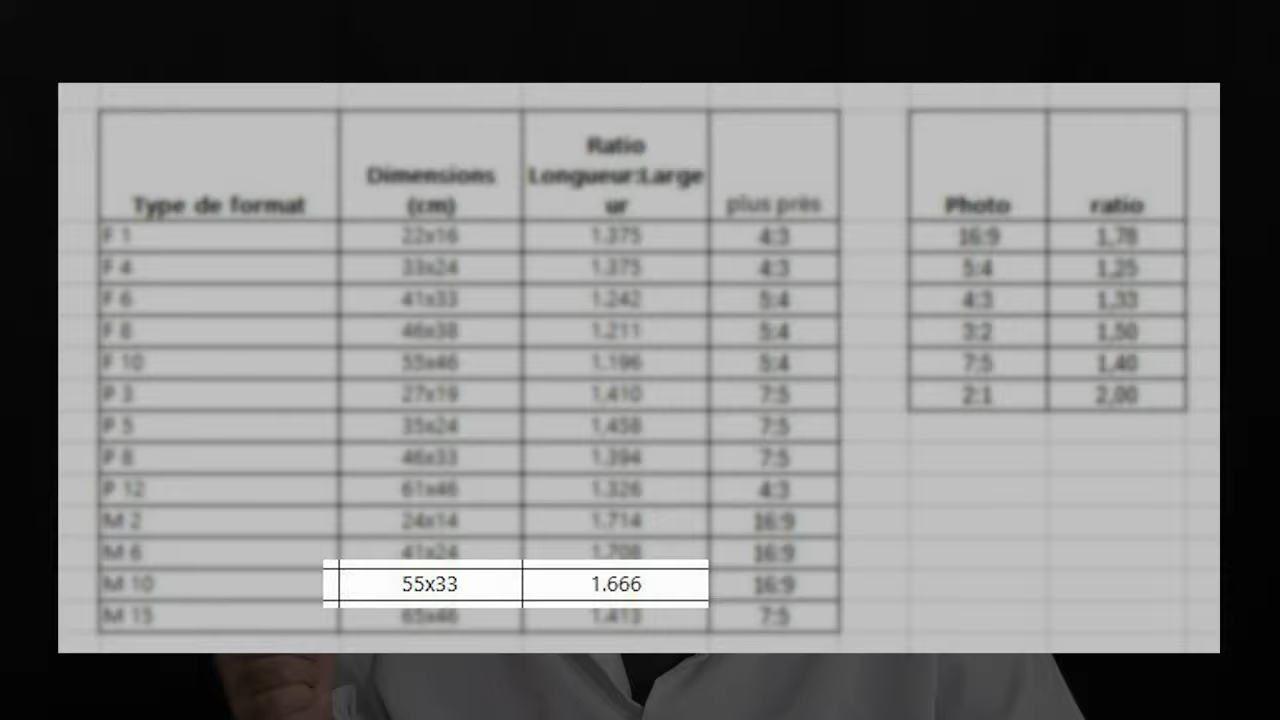 Ratio
Dimensions Longueur:Large
Type de format (cm) ur plus près Photo ratio
F 1 22x16 1.375 4:3 16:9 1,78
F 4 33x24 1.375 4:3 5:4 1,25
F 6 41x33 1.242 5:4 4:3 1,33
F 8 46x38 1.211 5:4 3:2 1,50
F 10 55x46 1.196 5:4 7:5 1,40
P 3 27x19 1,410 7:5 2:1 2,00
P 5 35x24 1,458 7:5
P 8 46x33 1.394 7:5
P 12 61x46 1.326 4:3
M 2 24x14 1.714 16:9
M 6 41x24 1.708 16:9
M 10 55x33 1.666 16:9
M 15 65x46 1.413 7:5